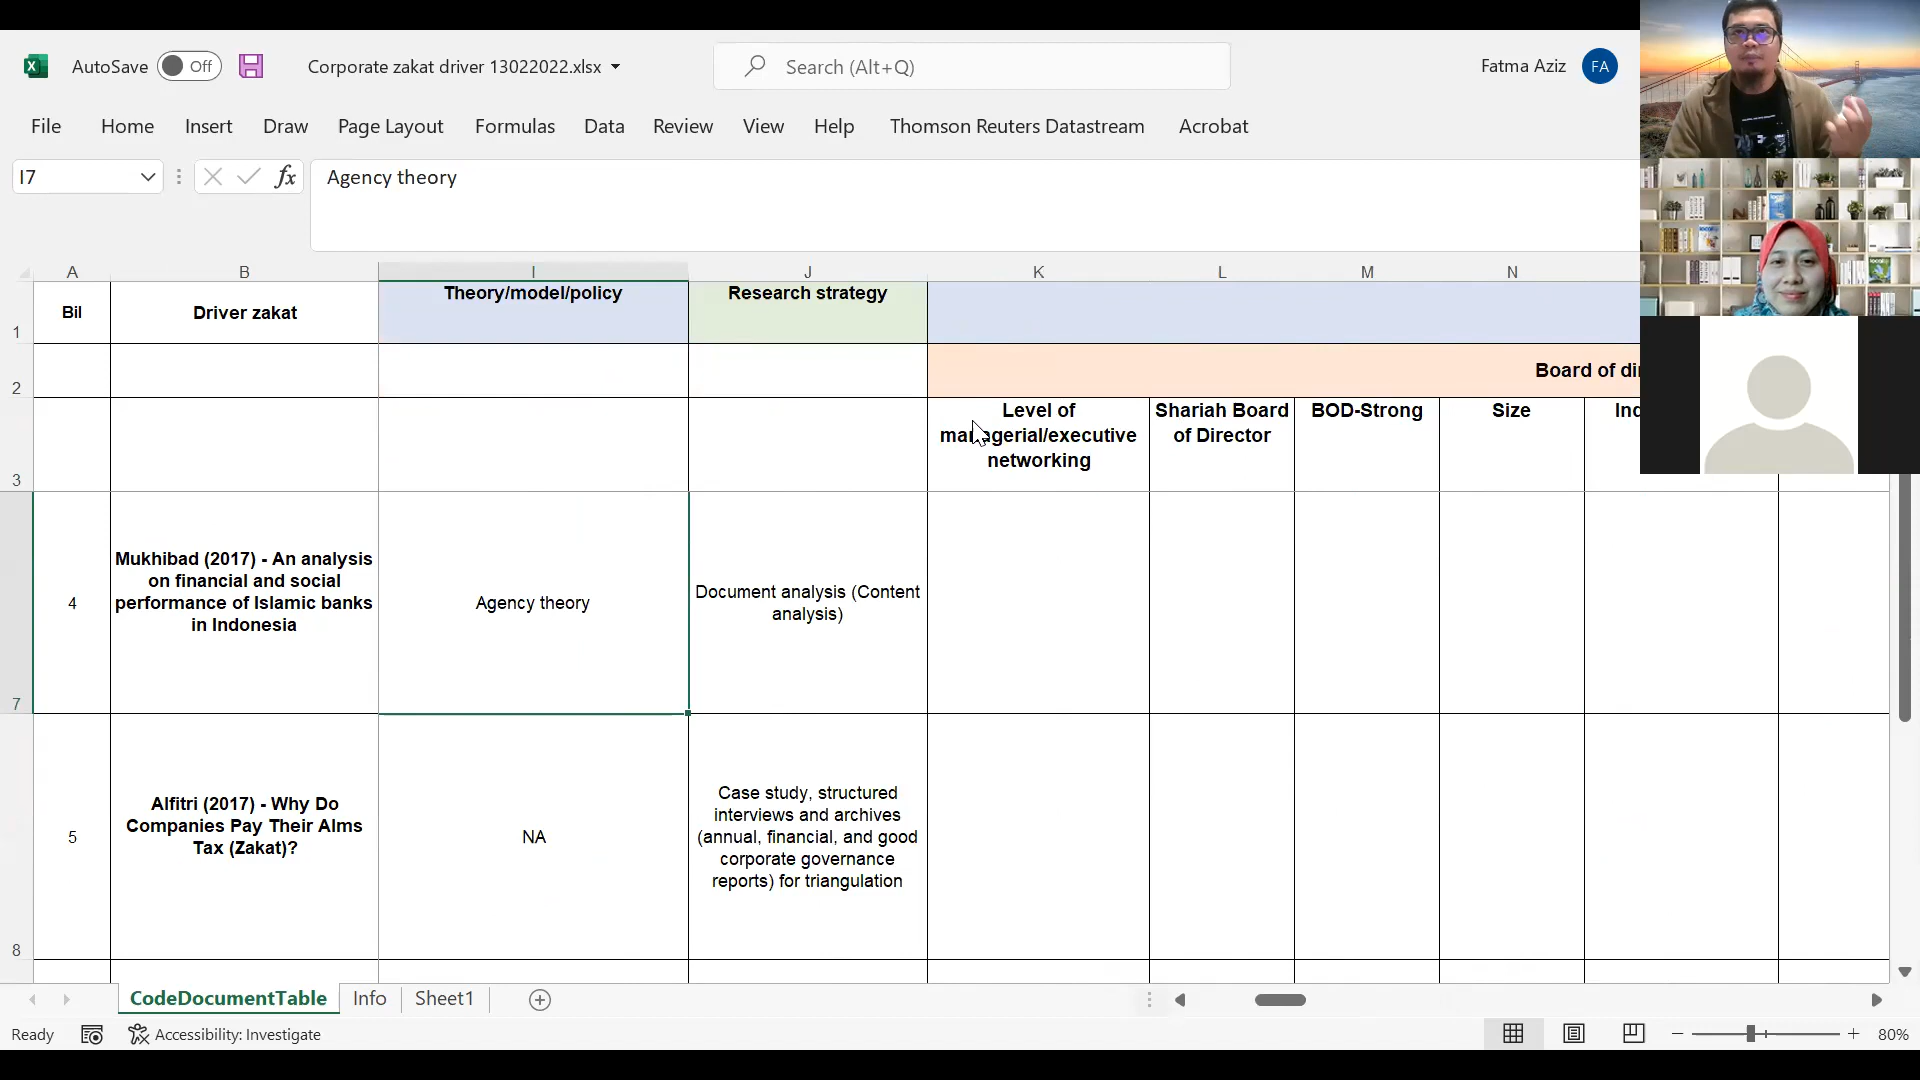 AutoSave Off Corporate zakat driver 13022022.xlsx Search (Alt+Q) Fatma Aziz FA
File Home Insert Draw Page Layout Formulas Data Review View Help Thomson Reuters Datastream Acrobat
I7 fx Agency theory
A B I J K L M N
1 Bil Driver zakat Theory/model/policy Research strategy
2 Board of di
3
Level of
managerial/executive
networking
Shariah Board
of Director
BOD-Strong
Size
Ind
7
4
Mukhibad (2017) - An analysis
on financial and social
performance of Islamic banks
in Indonesia
Agency theory
Document analysis (Content
analysis)
8
5
Alfitri (2017) - Why Do
Companies Pay Their Alms
Tax (Zakat)?
NA
Case study, structured
interviews and archives
(annual, financial, and good
corporate governance
reports) for triangulation
CodeDocumentTable Info Sheet1
Ready Accessibility: Investigate 80%